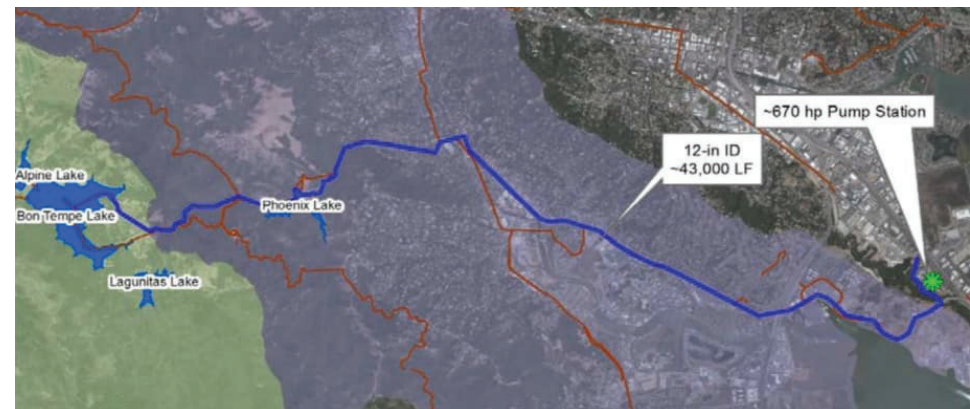 ~670 hp Pump Station
12-in ID
~43,000 LF
Alpine Lake
Phoenix Lake
Bon Tempe Lake
Lagunitas Lake